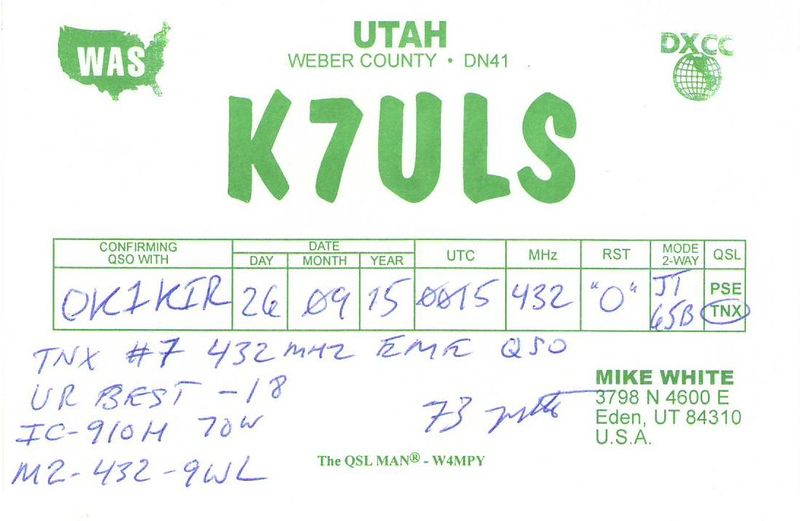 WAS
UTAH
WEBER COUNTY • DN41
DXCC
K7ULS
CONFIRMING QSO WITH DATE DAY MONTH YEAR UTC MHz RST MODE 2-WAY QSL
OK1KIR 26 09 15 0015 432 "O" JT 65B PSE TNX
TNX #7 432 MHZ EME QSO
UR BEST -18
IC-910H 70W
M2-432-9WL
73
MIKE WHITE
3798 N 4600 E
Eden, UT 84310
U.S.A.
The QSL MAN® - W4MPY